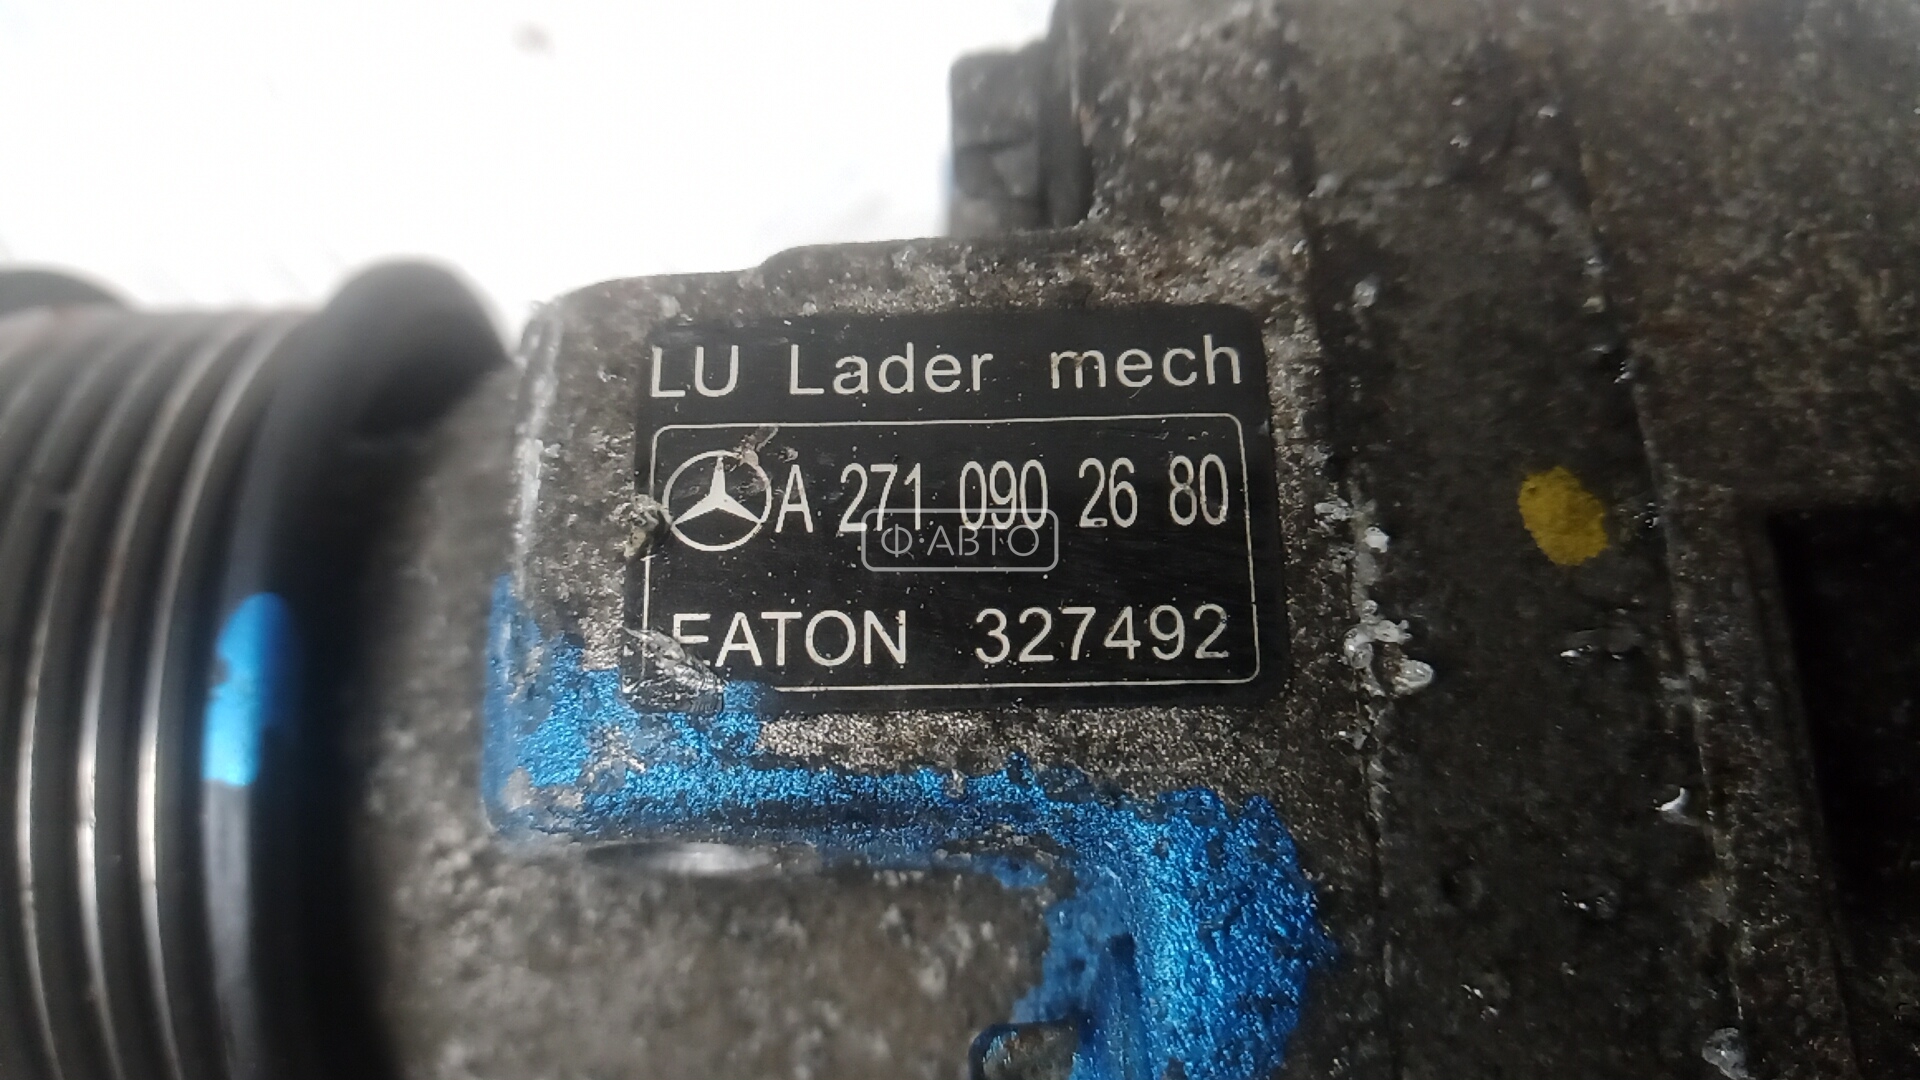 LU Lader mech
A 271 090 26 80
Ф АВТО
EATON 327492